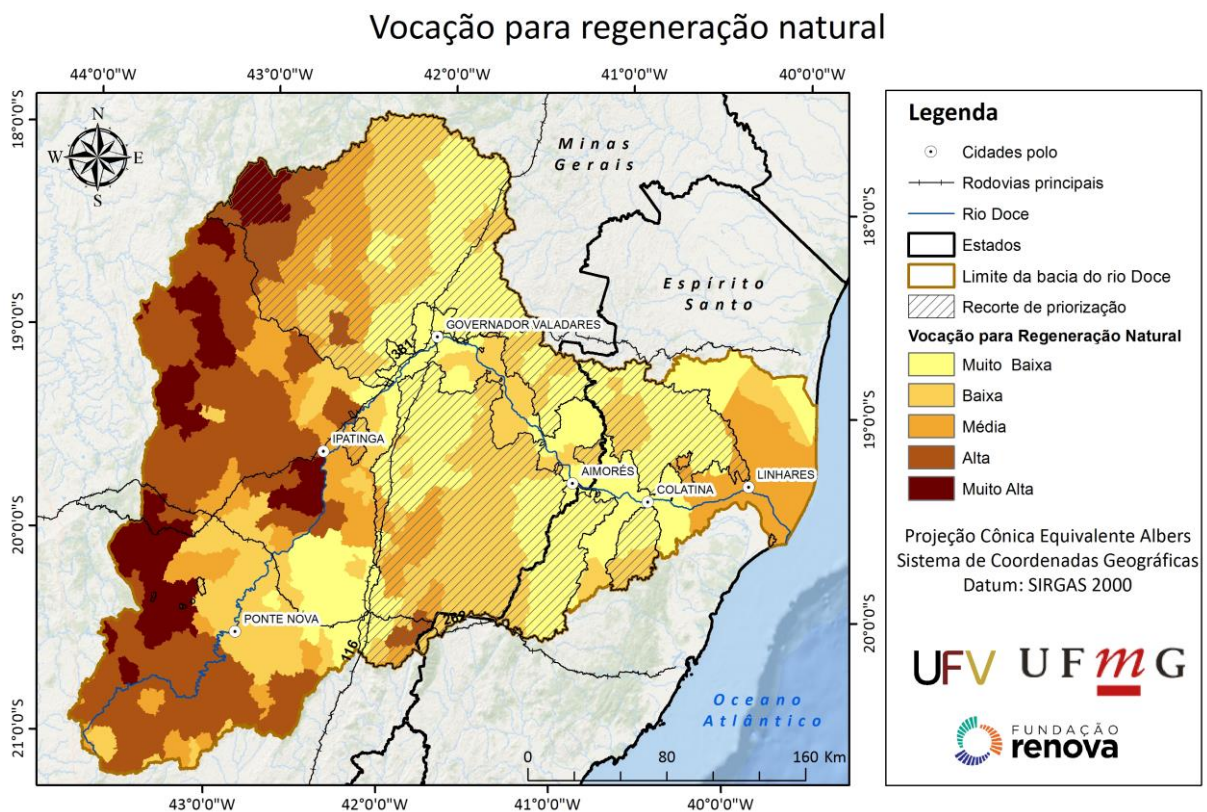 Vocação para regeneração natural
44°0'0"W 43°0'0"W 42°0'0"W 41°0'0"W 40°0'0"W
18°0'0"S
19°0'0"S
20°0'0"S
21°0'0"S
N
W E
S
Minas
Gerais
Espírito
Santo
GOVERNADOR VALADARES
381
IPATINGA
AIMORÉS
COLATINA
LINHARES
PONTE NOVA
116
262
Oceano
Atlântico
0 40 80 160 Km
18°0'0"S
19°0'0"S
20°0'0"S
43°0'0"W 42°0'0"W 41°0'0"W 40°0'0"W
Legenda
Cidades polo
Rodovias principais
Rio Doce
Estados
Limite da bacia do rio Doce
Recorte de priorização
Vocação para Regeneração Natural
Muito Baixa
Baixa
Média
Alta
Muito Alta
Projeção Cônica Equivalente Albers
Sistema de Coordenadas Geográficas
Datum: SIRGAS 2000
UFV
UFmG
FUNDAÇÃO
renova